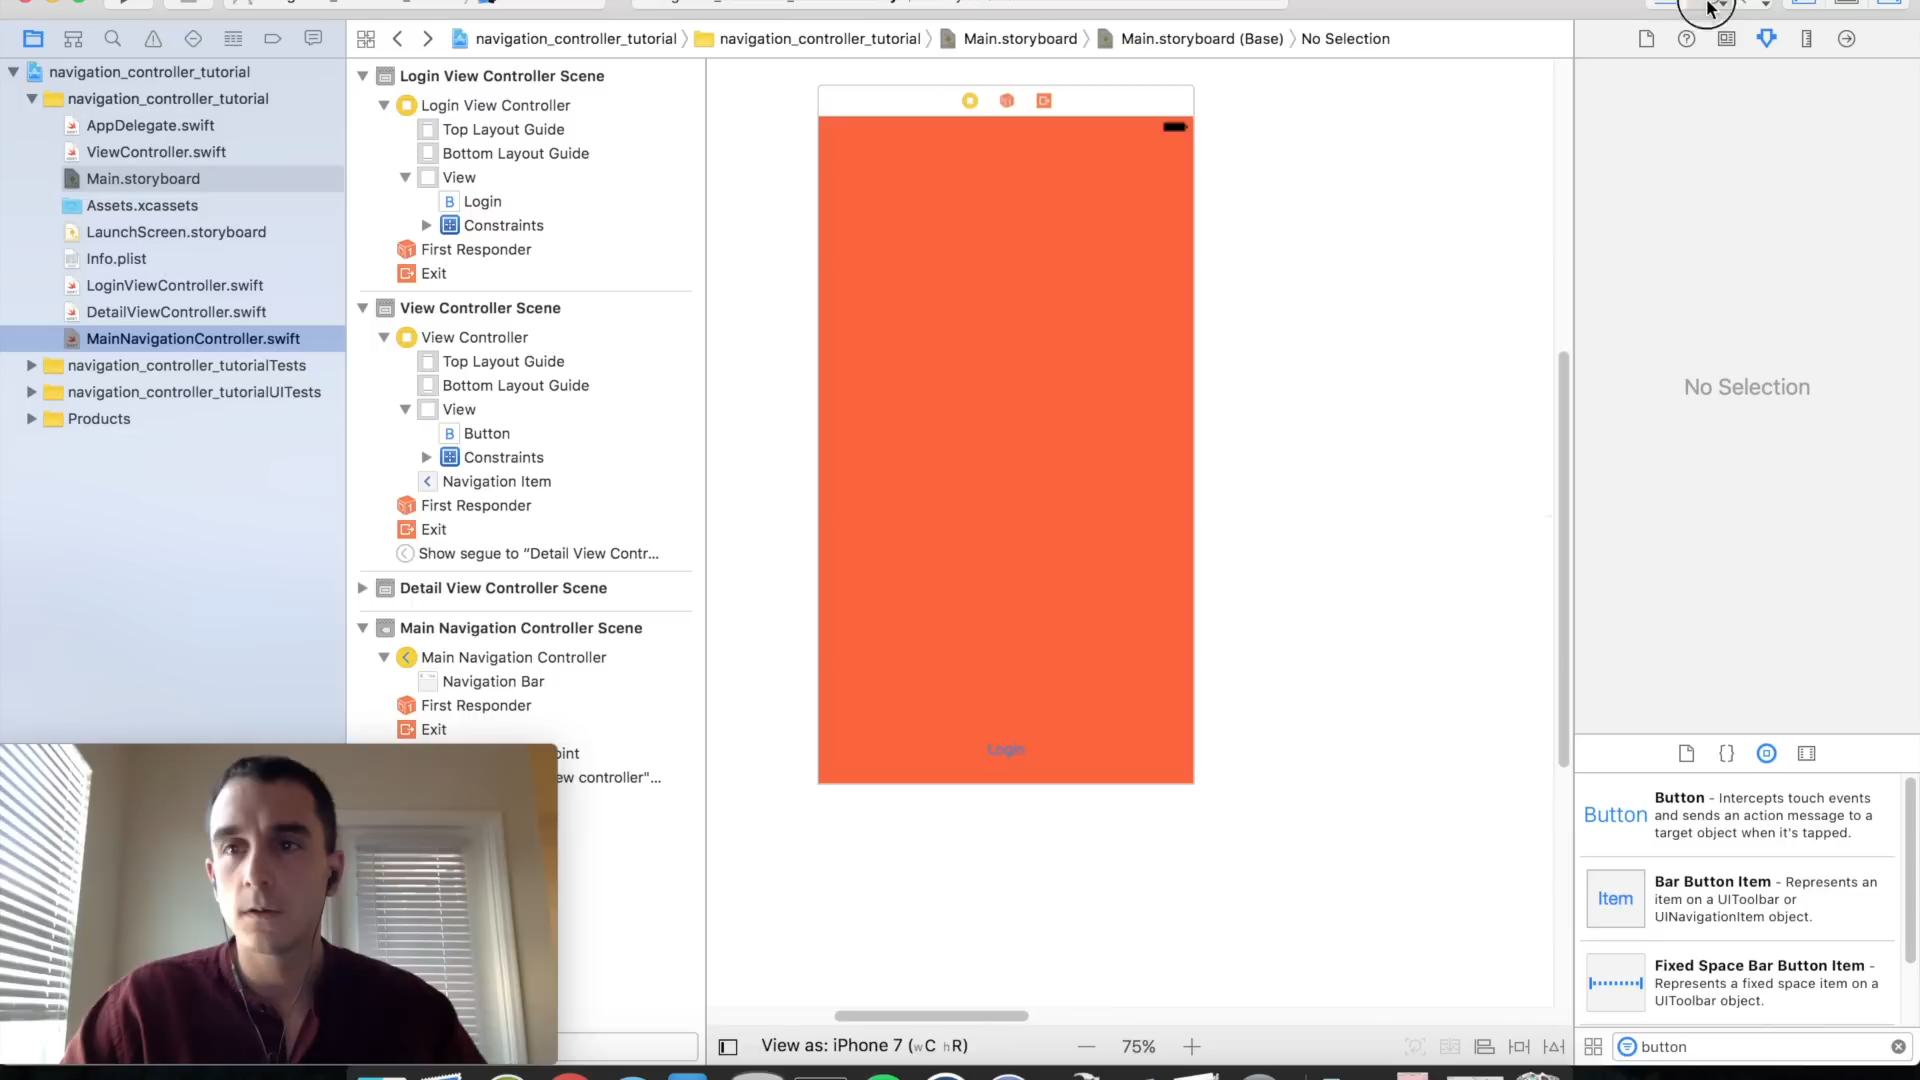 navigation_controller_tutorial
navigation_controller_tutorial
Main.storyboard
Main.storyboard (Base)
No Selection
navigation_controller_tutorial
navigation_controller_tutorial
AppDelegate.swift
ViewController.swift
Main.storyboard
Assets.xcassets
LaunchScreen.storyboard
Info.plist
LoginViewController.swift
DetailViewController.swift
MainNavigationController.swift
navigation_controller_tutorialTests
navigation_controller_tutorialUITests
Products
Login View Controller Scene
Login View Controller
Top Layout Guide
Bottom Layout Guide
View
B Login
Constraints
First Responder
Exit
View Controller Scene
View Controller
Top Layout Guide
Bottom Layout Guide
View
B Button
Constraints
Navigation Item
First Responder
Exit
Show segue to “Detail View Contr...
Detail View Controller Scene
Main Navigation Controller Scene
Main Navigation Controller
Navigation Bar
First Responder
Exit
oint
ew controller"...
Login
View as: iPhone 7 (wC hR)
75%
No Selection
Button
Button - Intercepts touch events
and sends an action message to a
target object when it's tapped.
Item
Bar Button Item - Represents an
item on a UIToolbar or
UINavigationItem object.
Fixed Space Bar Button Item -
Represents a fixed space item on a
UIToolbar object.
button